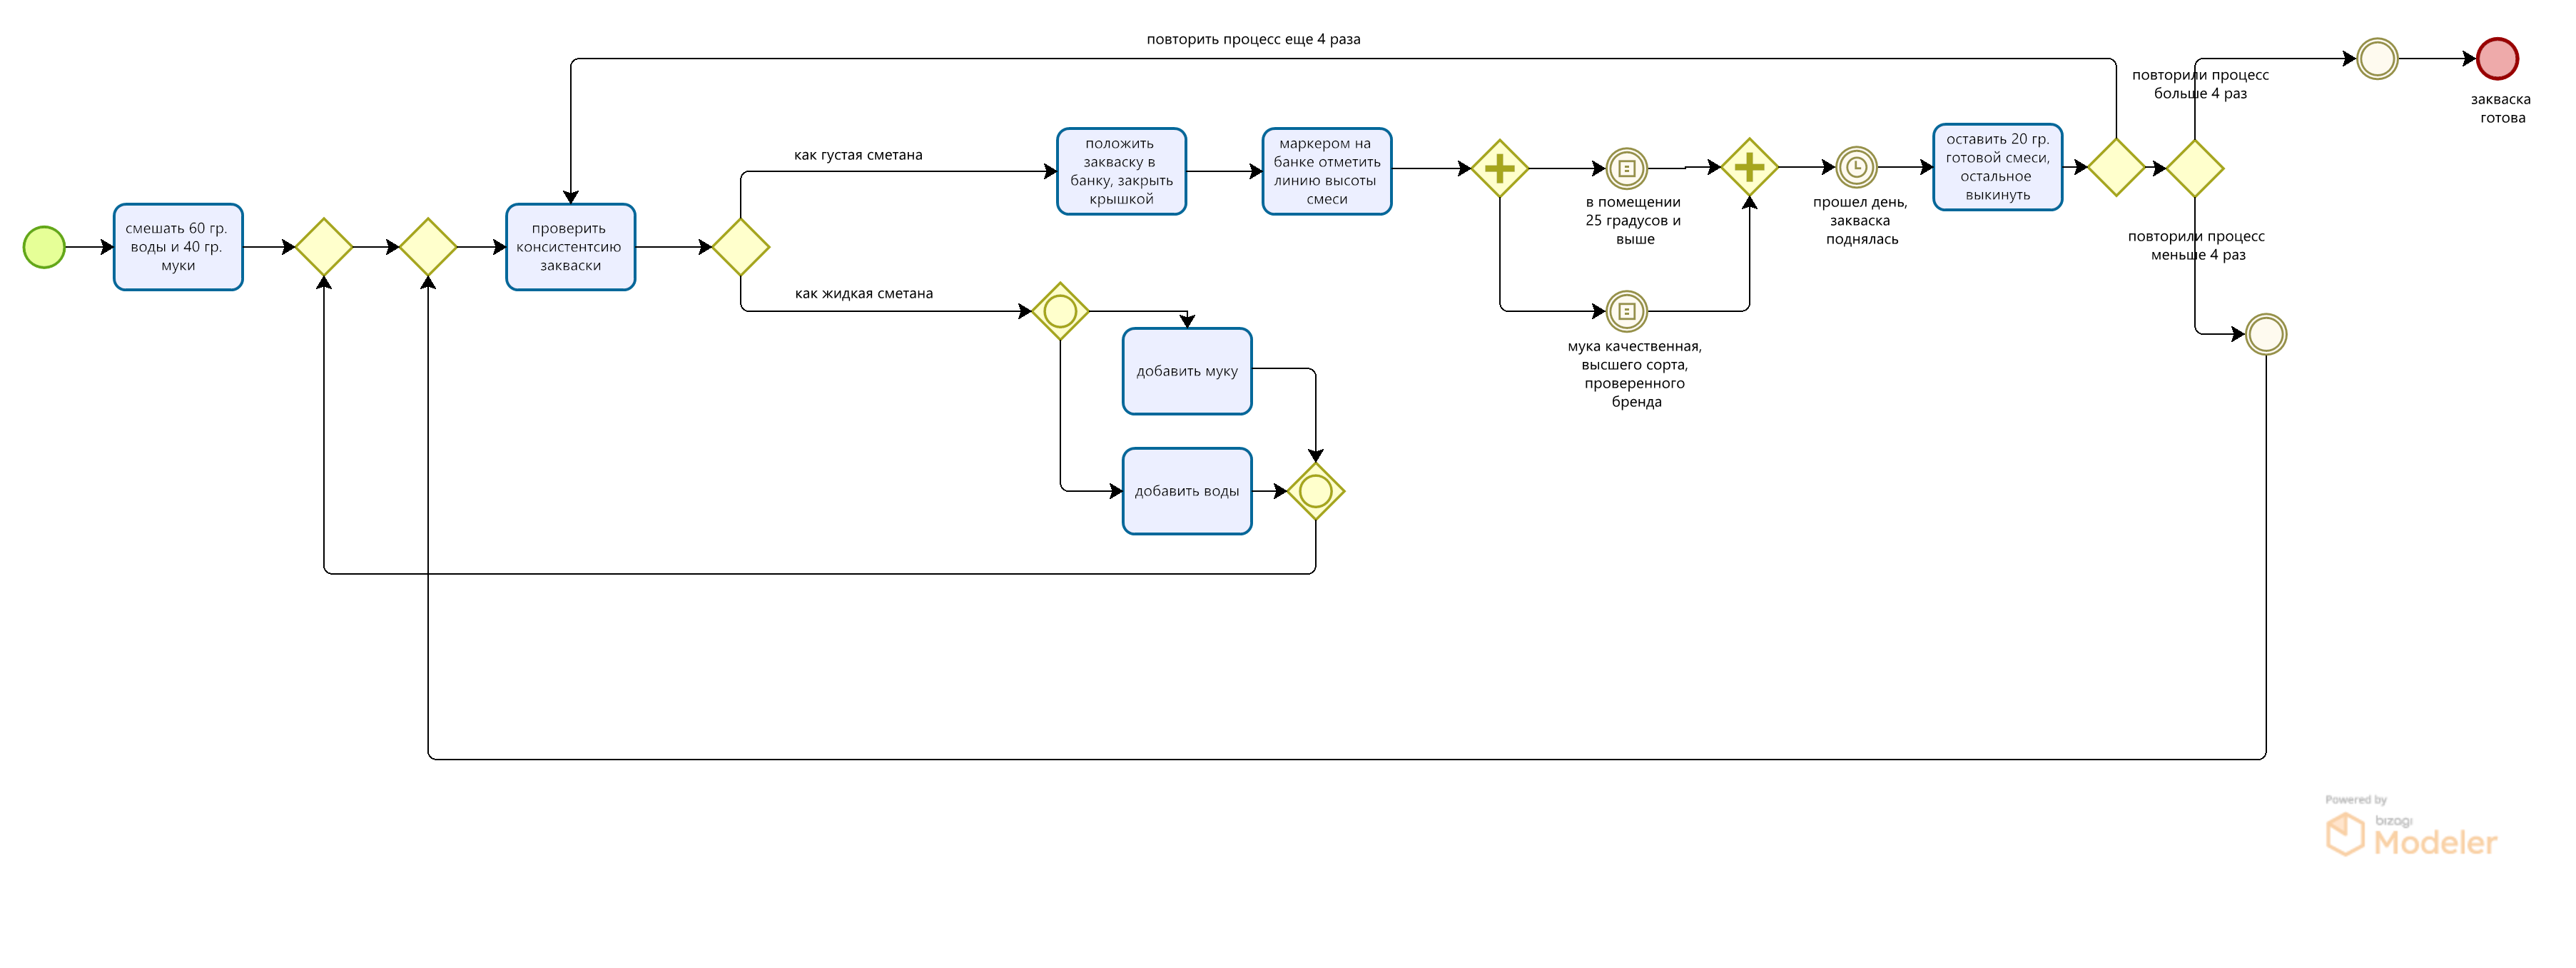 повторить процесс еще 4 раза
повторили процесс
больше 4 раз
закваска
готова
как густая сметана
положить
закваску в
банку, закрыть
крышкой
маркером на
банке отметить
линию высоты
смеси
в помещении
25 градусов и
выше
прошел день,
закваска
поднялась
оставить 20 гр.
готовой смеси,
остальное
выкинуть
повторили процесс
меньше 4 раз
смешать 60 гр.
воды и 40 гр.
муки
проверить
консистентсию
закваски
как жидкая сметана
добавить муку
мука качественная,
высшего сорта,
проверенного
бренда
добавить воды
Powered by
bizagi
Modeler